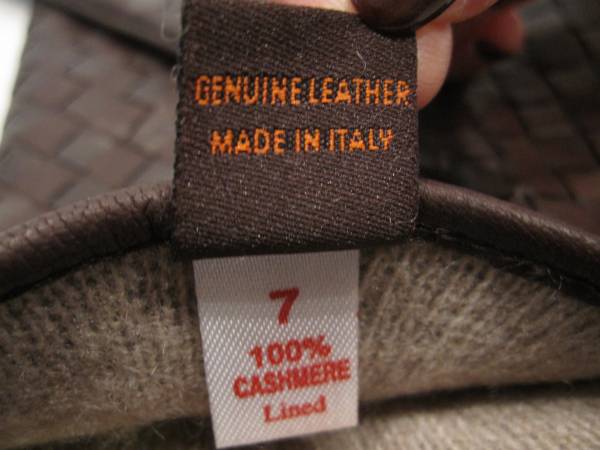 GENUINE LEATHER
MADE IN ITALY
7
100%
CASHMERE
Lined